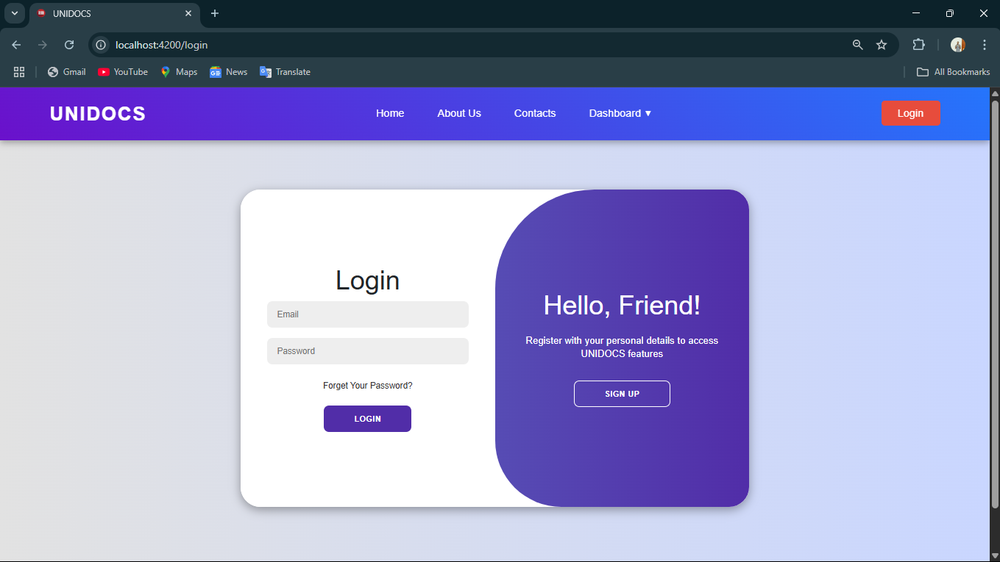 UNIDOCS
localhost:4200/login
Gmail
YouTube
Maps
News
Translate
All Bookmarks
UNIDOCS
Home
About Us
Contacts
Dashboard ▼
Login
Login
Email
Password
Forget Your Password?
LOGIN
Hello, Friend!
Register with your personal details to access
UNIDOCS features
SIGN UP